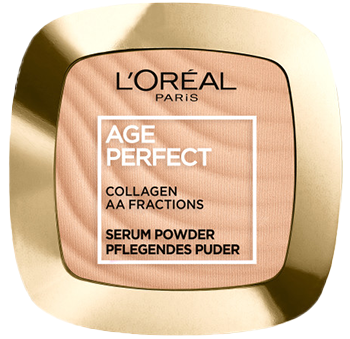 L'ORÉAL
PARIS
AGE
PERFECT
COLLAGEN
AA FRACTIONS
SERUM POWDER
PFLEGENDES PUDER